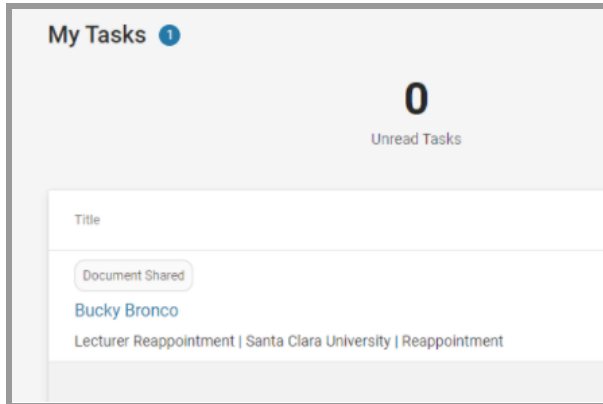 My Tasks 1
0
Unread Tasks
Title
Document Shared
Bucky Bronco
Lecturer Reappointment | Santa Clara University | Reappointment